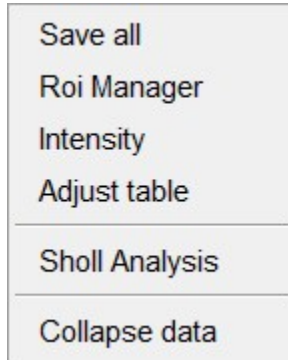 Save all
Roi Manager
Intensity
Adjust table
Sholl Analysis
Collapse data